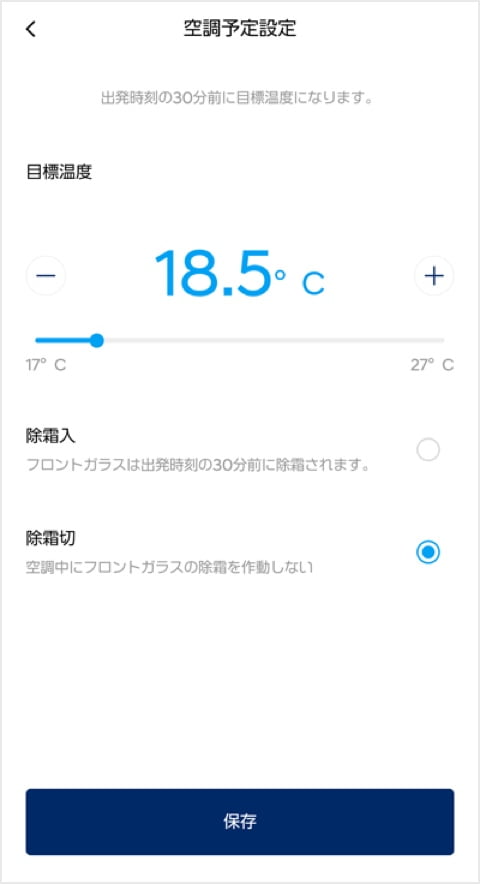 空調予定設定
出発時刻の30分前に目標温度になります。
目標温度
18.5° C
17° C 27° C
除霜入
フロントガラスは出発時刻の30分前に除霜されます。
除霜切
空調中にフロントガラスの除霜を作動しない
保存